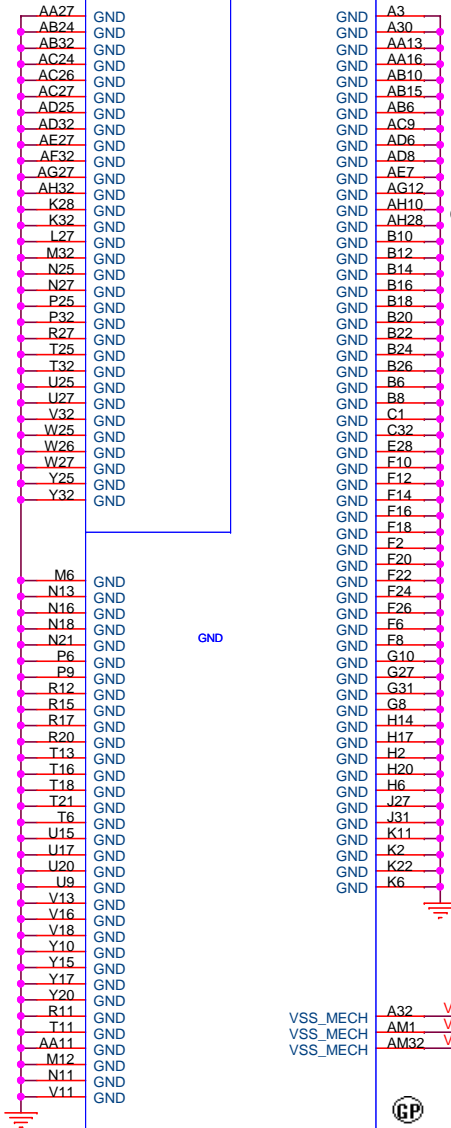 AA27 GND GND A3
AB24 GND GND A30
AB32 GND GND AA13
AC24 GND GND AA16
AC26 GND GND AB10
AC27 GND GND AB15
AD25 GND GND AB6
AD32 GND GND AC9
AE27 GND GND AD6
AF32 GND GND AD8
AG27 GND GND AE7
AH32 GND GND AG12
K28 GND GND AH10
K32 GND GND AH28
L27 GND GND B10
M32 GND GND B12
N25 GND GND B14
N27 GND GND B16
P25 GND GND B18
P32 GND GND B20
R27 GND GND B22
T25 GND GND B24
T32 GND GND B26
U25 GND GND B6
U27 GND GND B8
V32 GND GND C1
W25 GND GND C32
W26 GND GND E28
W27 GND GND F10
Y25 GND GND F12
Y32 GND GND F14
GND F16
GND F18
GND F2
GND F20
M6 GND GND F22
N13 GND GND F24
N16 GND GND F26
N18 GND GND F6
N21 GND GND GND F8
P6 GND GND G10
P9 GND GND G27
R12 GND GND G31
R15 GND GND G8
R17 GND GND H14
R20 GND GND H17
T13 GND GND H2
T16 GND GND H20
T18 GND GND H6
T21 GND GND J27
T6 GND GND J31
U15 GND GND K11
U17 GND GND K2
U20 GND GND K22
U9 GND GND K6
V13 GND
V16 GND
V18 GND
Y10 GND
Y15 GND
Y17 GND
Y20 GND
R11 GND VSS_MECH A32 V
T11 GND VSS_MECH AM1 V
AA11 GND VSS_MECH AM32 V
M12 GND
N11 GND
V11 GND
GP